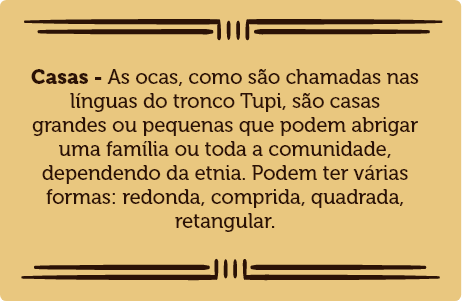 Casas - As ocas, como são chamadas nas
línguas do tronco Tupi, são casas
grandes ou pequenas que podem abrigar
uma família ou toda a comunidade,
dependendo da etnia. Podem ter várias
formas: redonda, comprida, quadrada,
retangular.